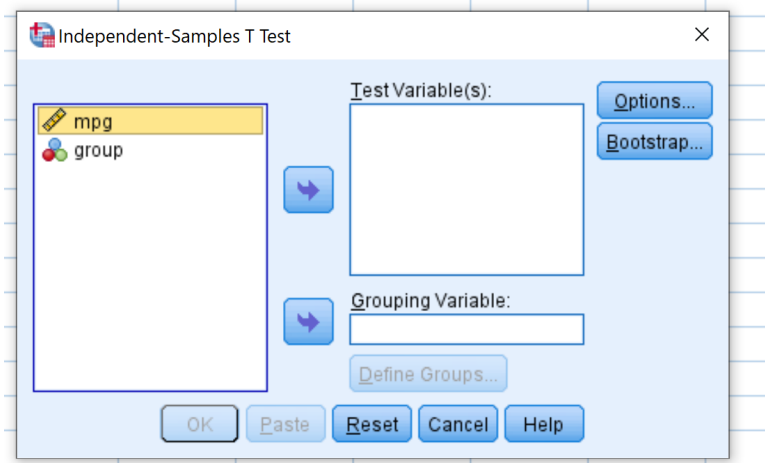 Independent-Samples T Test
Test Variable(s):
mpg
group
Options...
Bootstrap...
Grouping Variable:
Define Groups...
OK
Paste
Reset
Cancel
Help